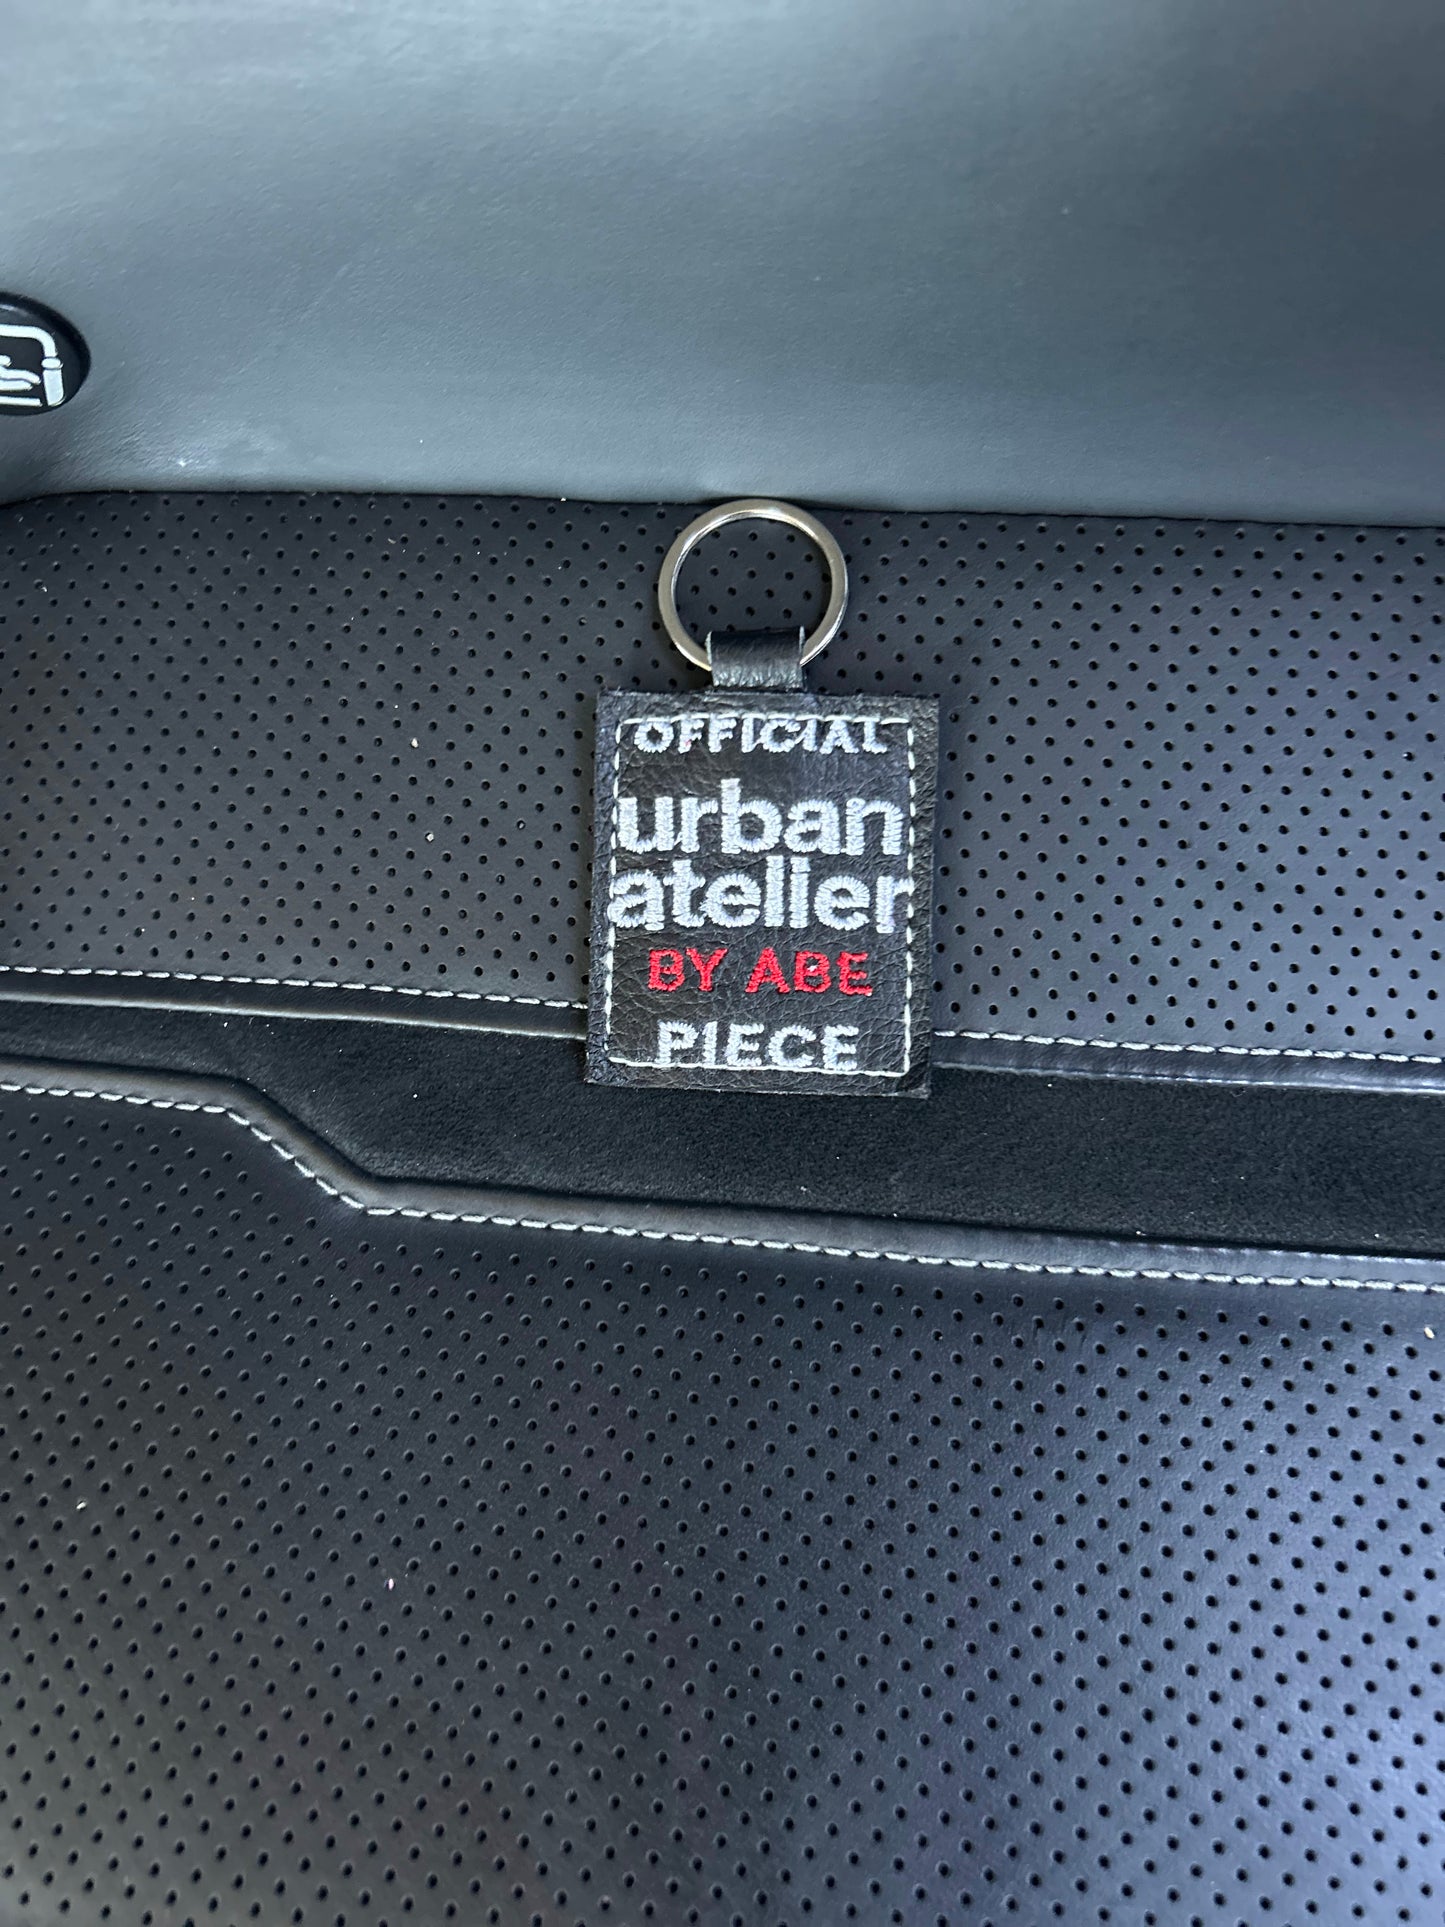 OFFICIAL
urban
atelier
BY ABE
PIECE